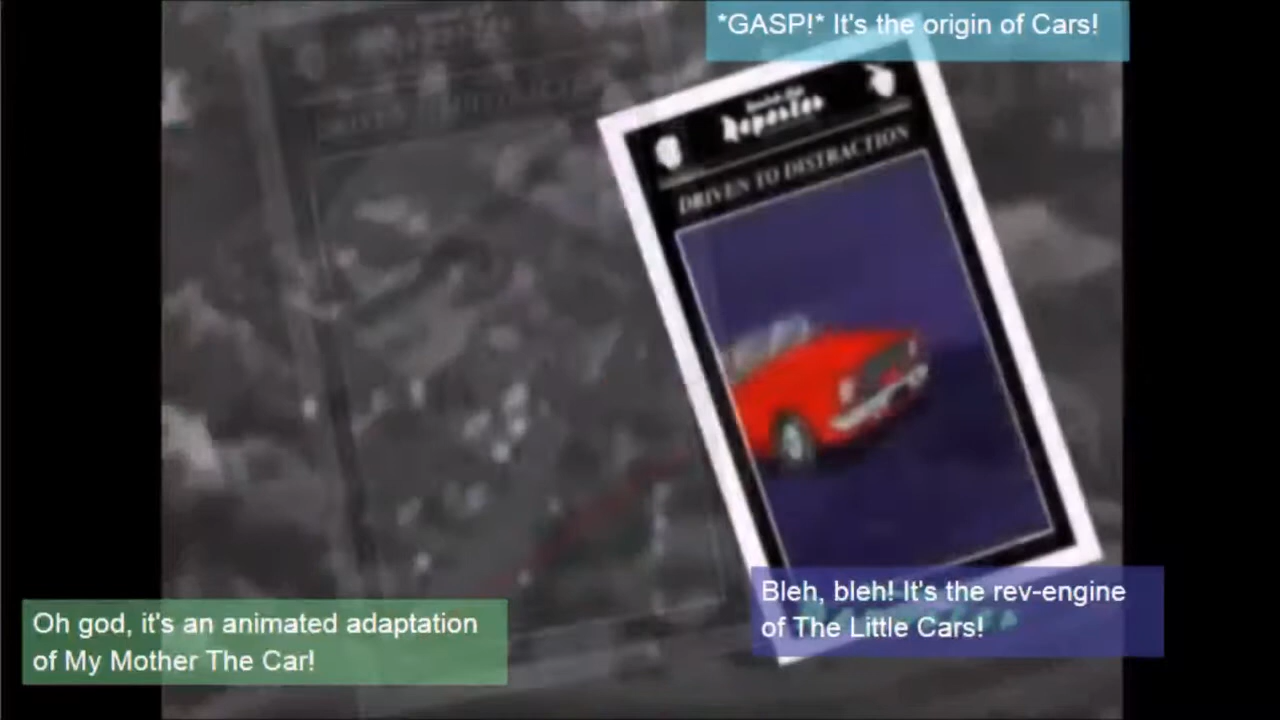 *GASP!* It's the origin of Cars!
Reporter
DRIVEN TO DISTRACTION
Bleh, bleh! It's the rev-engine
of The Little Cars!
Oh god, it's an animated adaptation
of My Mother The Car!